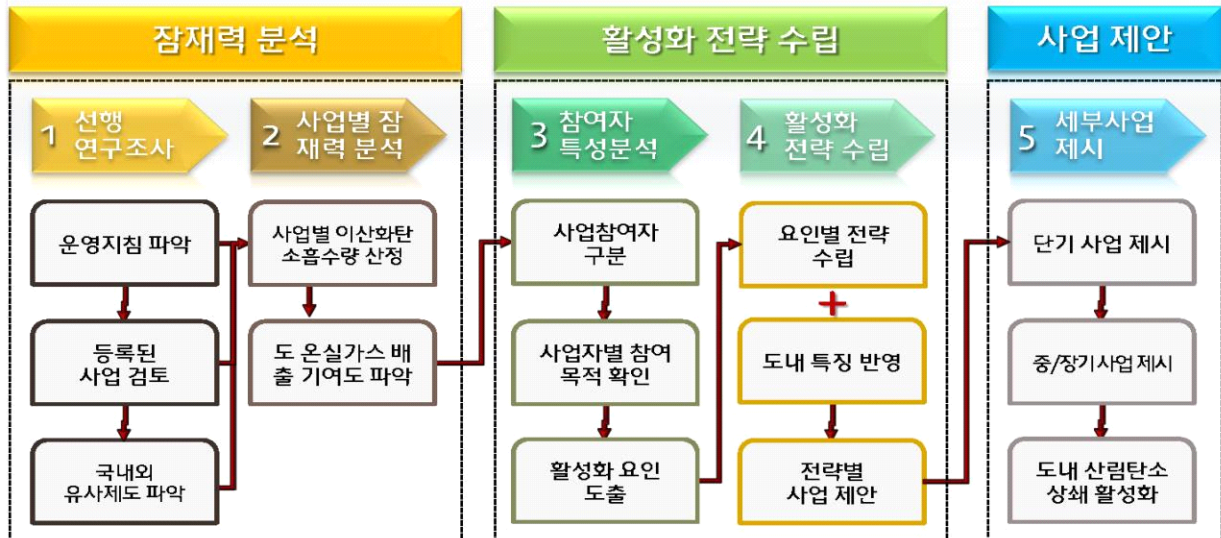 잠재력 분석
활성화 전략 수립
사업 제안
1 선행
연구조사
2 사업별 잠
재력 분석
3 참여자
특성분석
4 활성화
전략 수립
5 세부사업
제시
운영지침 파악
등록된
사업 검토
국내외
유사제도 파악
사업별 이산화탄
소흡수량 산정
도 온실가스 배
출 기여도 파악
사업참여자
구분
사업자별 참여
목적 확인
활성화 요인
도출
요인별 전략
수립
+
도내 특징 반영
전략별
사업 제안
단기 사업 제시
중/장기사업 제시
도내 산림탄소
상쇄 활성화